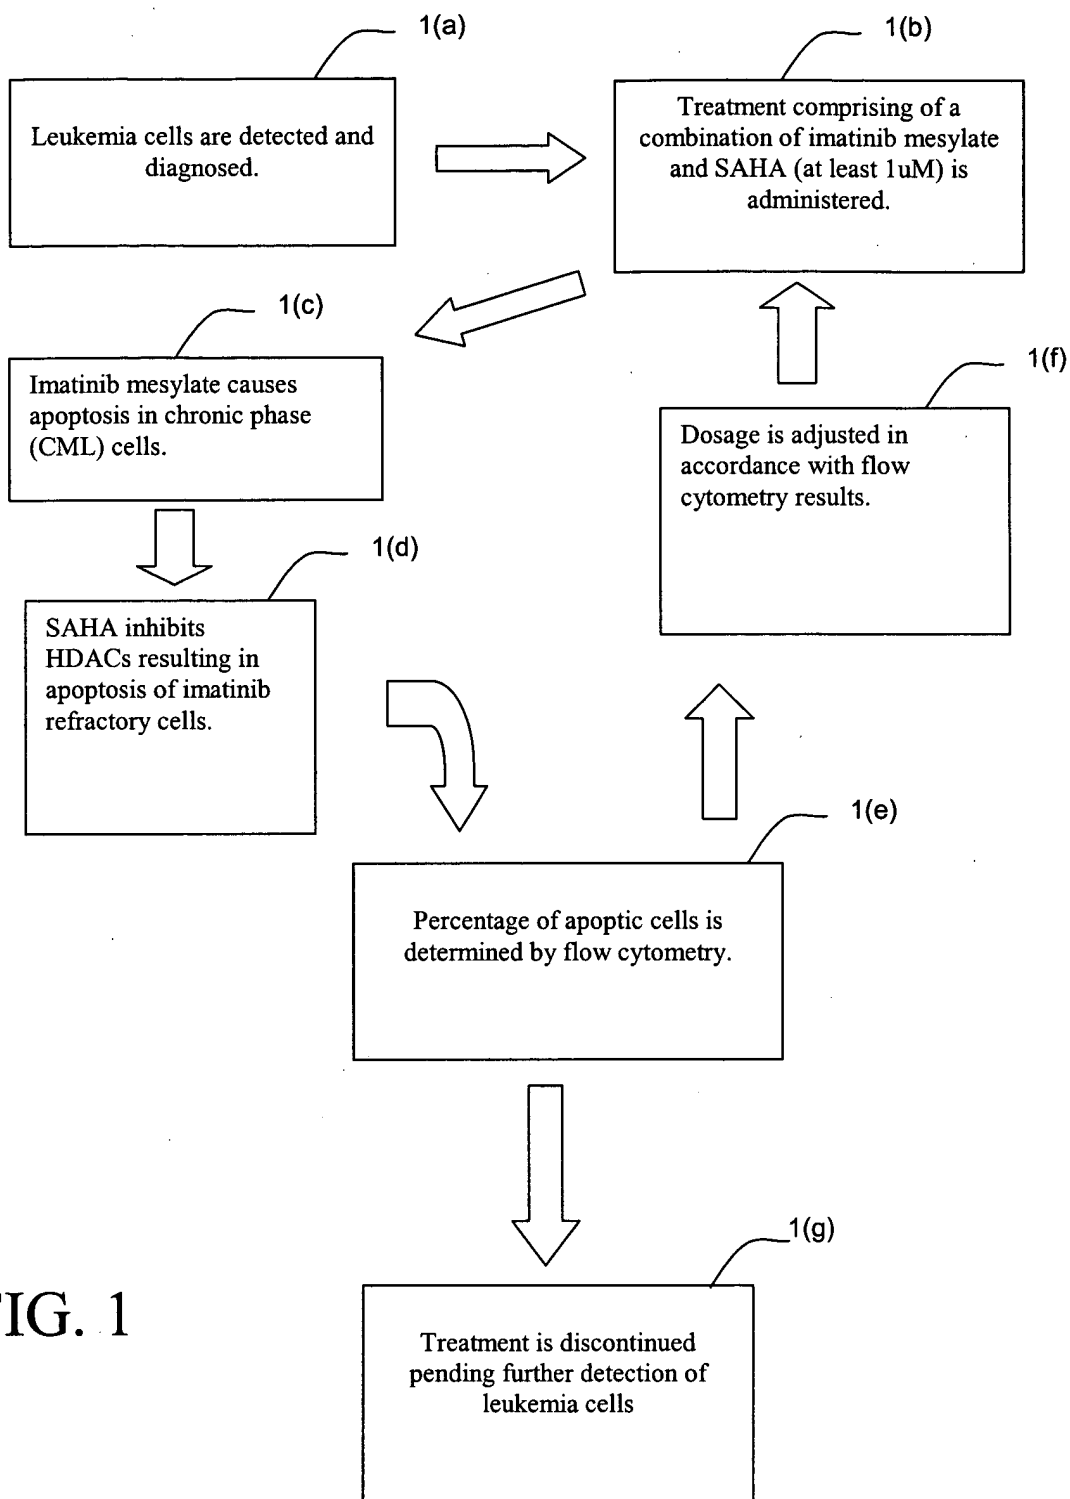 1(a)
Leukemia cells are detected and
diagnosed.
1(b)
Treatment comprising of a
combination of imatinib mesylate
and SAHA (at least 1uM) is
administered.
1(c)
Imatinib mesylate causes
apoptosis in chronic phase
(CML) cells.
1(d)
SAHA inhibits
HDACs resulting in
apoptosis of imatinib
refractory cells.
1(f)
Dosage is adjusted in
accordance with flow
cytometry results.
1(e)
Percentage of apoptic cells is
determined by flow cytometry.
1(g)
Treatment is discontinued
pending further detection of
leukemia cells
FIG. 1